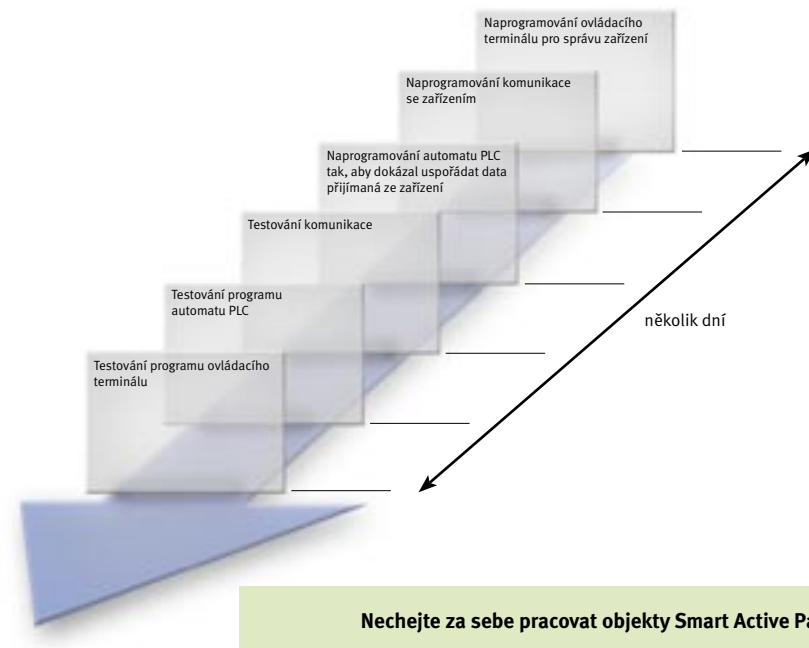 Naprogramování ovládacího
terminálu pro správu zařízení
Naprogramování komunikace
se zařízením
Naprogramování automatu PLC
tak, aby dokázal uspořádat data
přijímaná ze zařízení
Testování komunikace
Testování programu
automatu PLC
Testování programu ovládacího
terminálu
několik dní
Nechejte za sebe pracovat objekty Smart Active